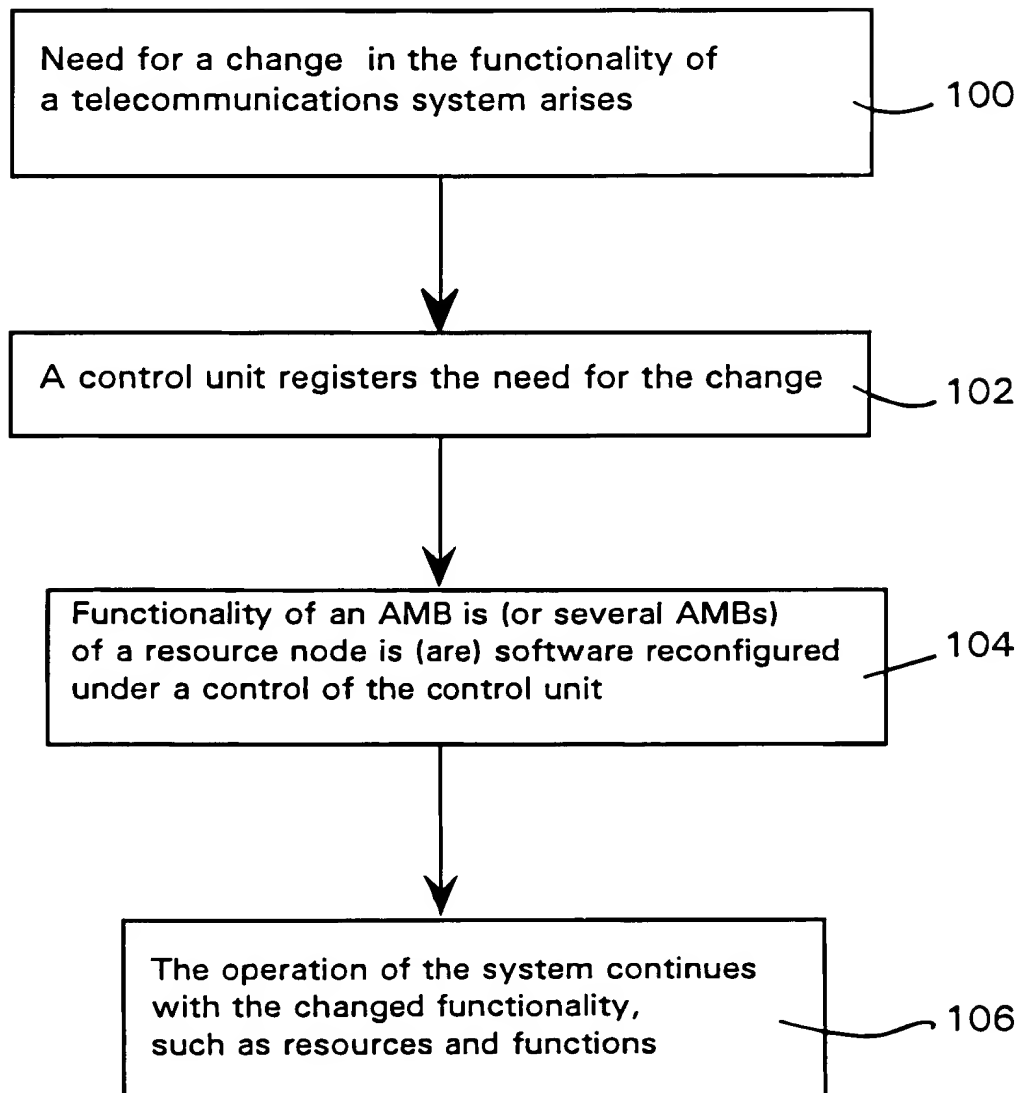 Need for a change in the functionality of
a telecommunications system arises
100
A control unit registers the need for the change
102
Functionality of an AMB is (or several AMBs)
of a resource node is (are) software reconfigured
under a control of the control unit
104
The operation of the system continues
with the changed functionality,
such as resources and functions
106